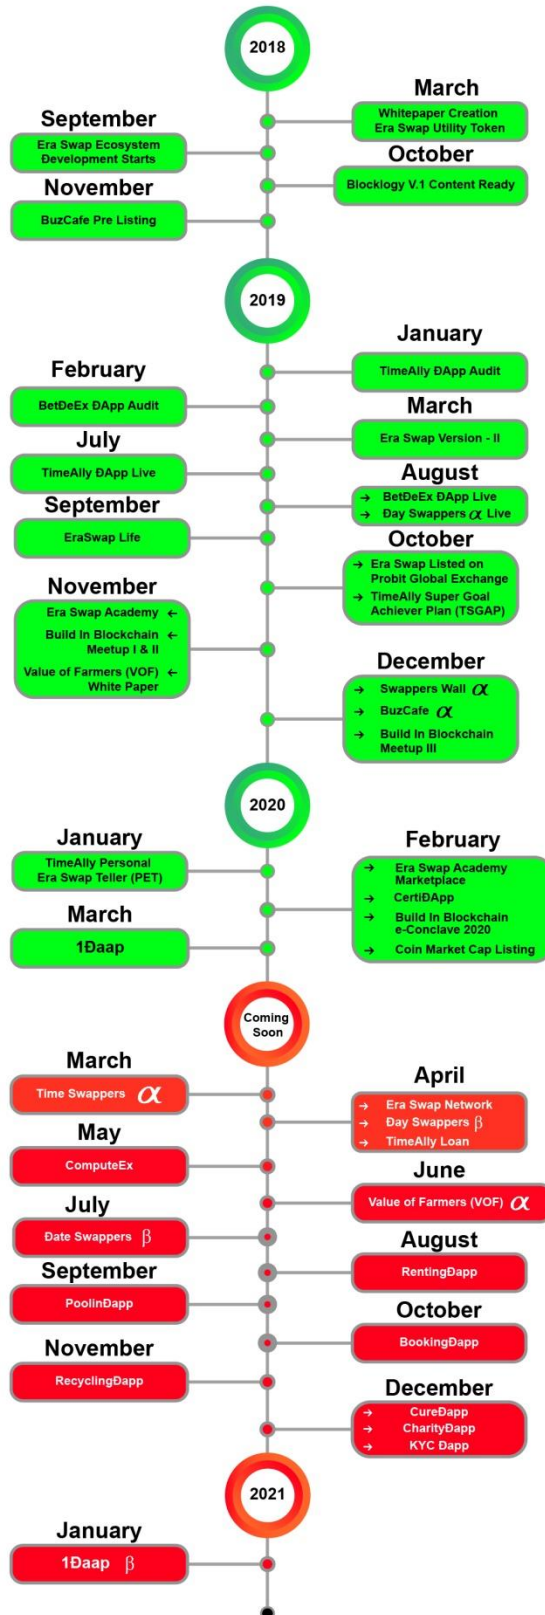 2018
March
Whitepaper Creation
Era Swap Utility Token
September
Era Swap Ecosystem
Đevelopment Starts
October
Blocklogy V.1 Content Ready
November
BuzCafe Pre Listing
2019
January
TimeAlly ĐApp Audit
February
BetĐeEx ĐApp Audit
March
Era Swap Version - II
July
TimeAlly ĐApp Live
August
→ BetĐeEx ĐApp Live
→ Đay Swappers α Live
September
EraSwap Life
October
→ Era Swap Listed on
Probit Global Exchange
→ TimeAlly Super Goal
Achiever Plan (TSGAP)
November
Era Swap Academy ←
Build In Blockchain ←
Meetup I & II
Value of Farmers (VOF) ←
White Paper
December
→ Swappers Wall α
→ BuzCafe α
→ Build In Blockchain
Meetup III
2020
January
TimeAlly Personal
Era Swap Teller (PET)
February
→ Era Swap Academy
Marketplace
→ CertiĐApp
→ Build In Blockchain
e-Conclave 2020
→ Coin Market Cap Listing
March
1Đaap
Coming
Soon
March
Time Swappers α
April
→ Era Swap Network
→ Đay Swappers β
→ TimeAlly Loan
May
ComputeEx
June
Value of Farmers (VOF) α
July
Đate Swappers β
August
RentingĐapp
September
PoolinĐapp
October
BookingĐapp
November
RecyclingĐapp
December
→ CureĐapp
→ CharityĐapp
→ KYC Đapp
2021
January
1Đaap β